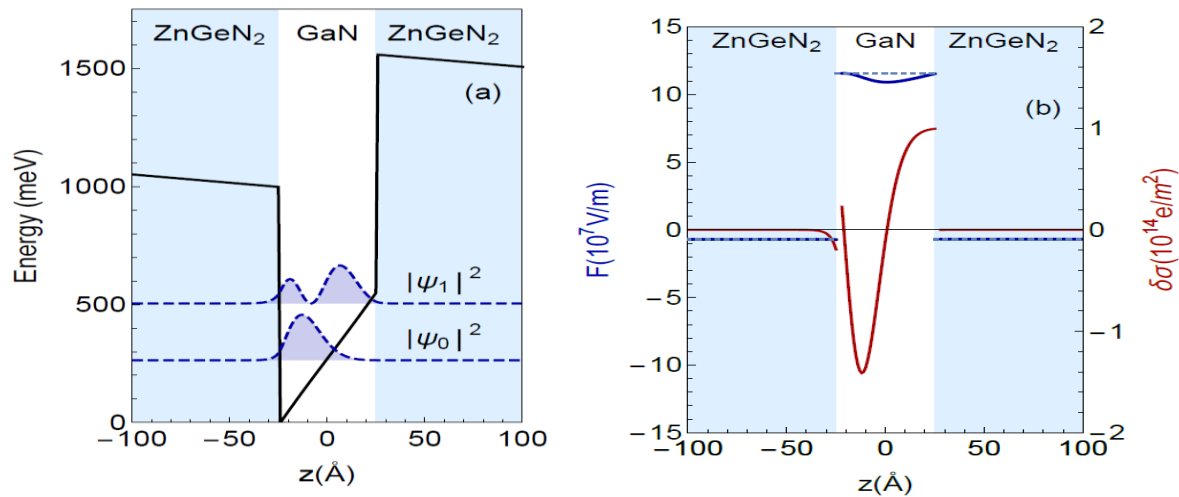 ZnGeN₂ GaN ZnGeN₂
(a)
1500
1000
500
0
Energy (meV)
|ψ₁|²
|ψ₀|²
−100 −50 0 50 100
z(Å)
ZnGeN₂ GaN ZnGeN₂
(b)
15
10
5
0
−5
−10
−15
F(10⁷V/m)
2
1
0
−1
−2
δσ(10¹⁴e/m²)
−100 −50 0 50 100
z(Å)